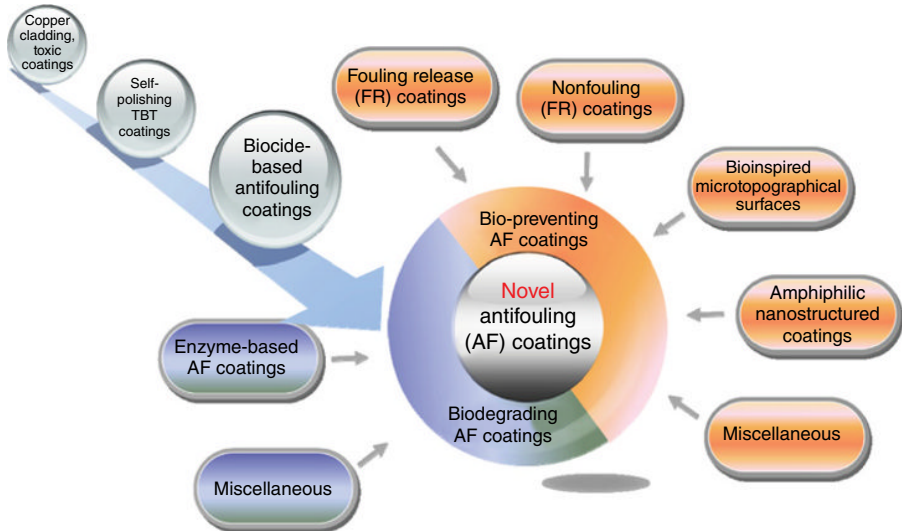 Copper
cladding,
toxic
coatings
Self-
polishing
TBT
coatings
Biocide-
based
antifouling
coatings
Fouling release
(FR) coatings
Nonfouling
(FR) coatings
Bioinspired
microtopographical
surfaces
Amphiphilic
nanostructured
coatings
Miscellaneous
Bio-preventing
AF coatings
Novel
antifouling
(AF) coatings
Biodegrading
AF coatings
Enzyme-based
AF coatings
Miscellaneous